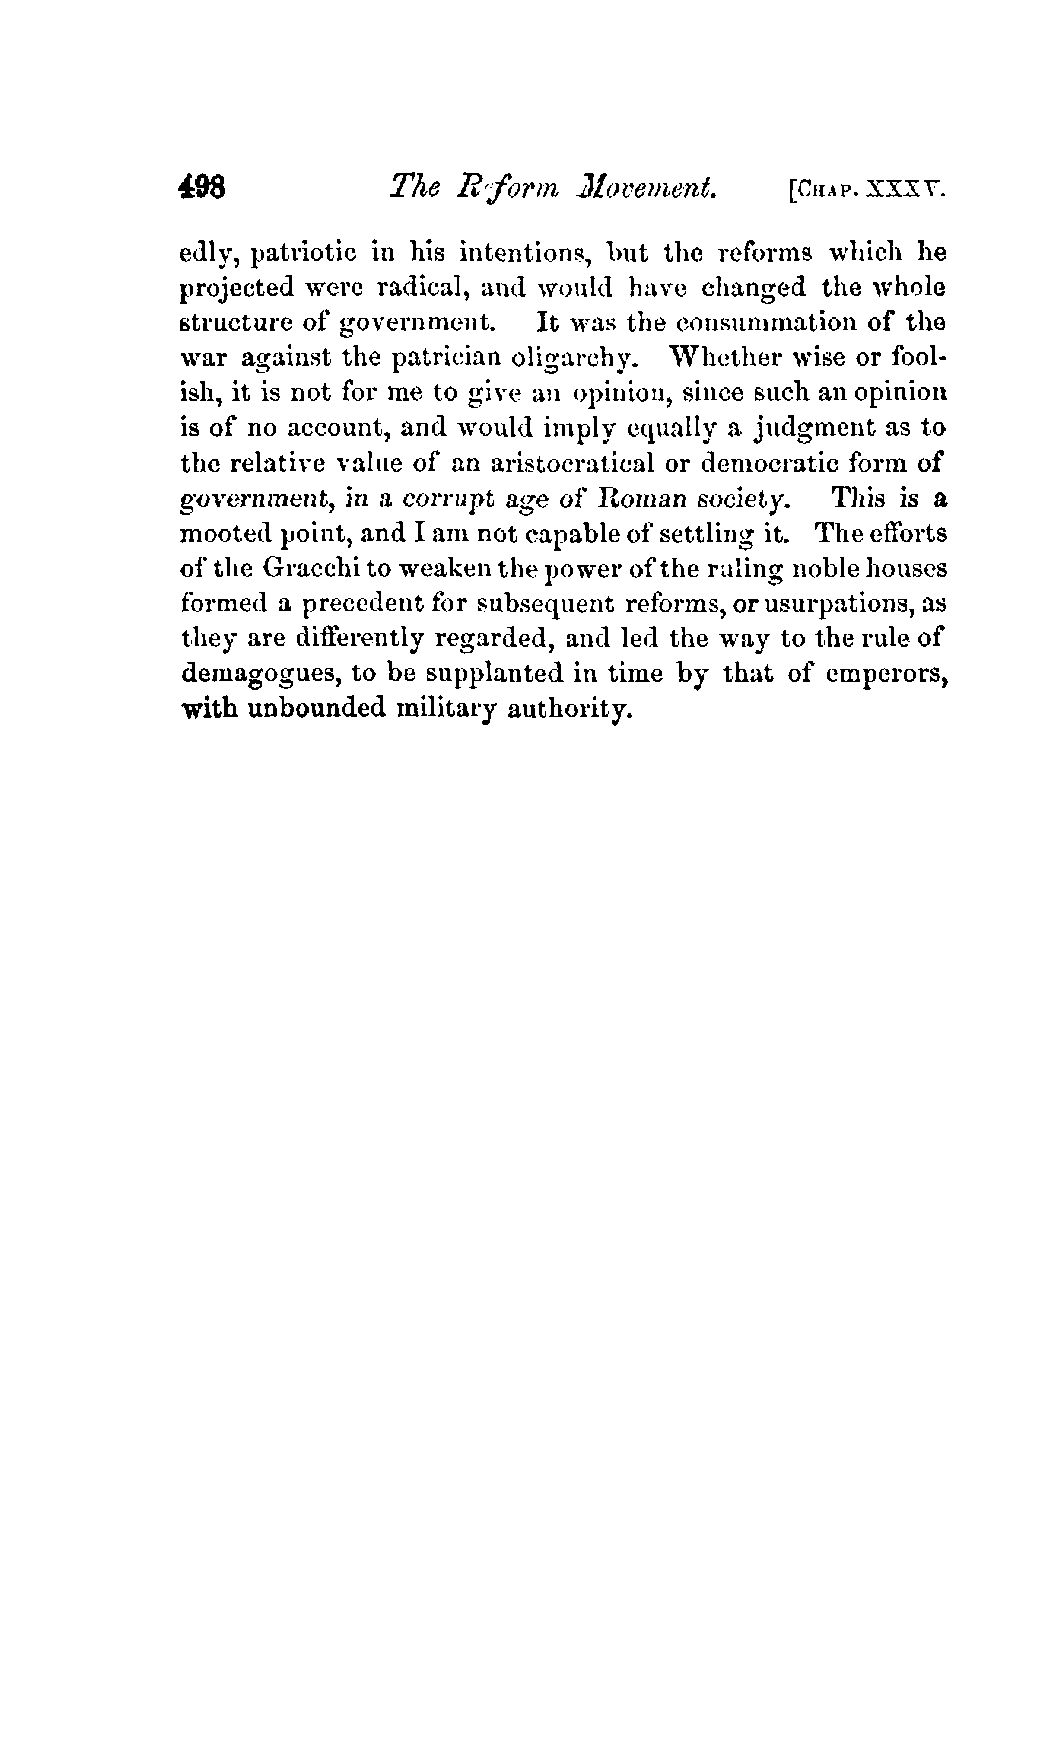 498 The Reform Movement. [Chap. XXXV.
edly, patriotic in his intentions, but the reforms which he
projected were radical, and would have changed the whole
structure of government. It was the consummation of the
war against the patrician oligarchy. Whether wise or fool-
ish, it is not for me to give an opinion, since such an opinion
is of no account, and would imply equally a judgment as to
the relative value of an aristocratical or democratic form of
government, in a corrupt age of Roman society. This is a
mooted point, and I am not capable of settling it. The efforts
of the Gracchi to weaken the power of the ruling noble houses
formed a precedent for subsequent reforms, or usurpations, as
they are differently regarded, and led the way to the rule of
demagogues, to be supplanted in time by that of emperors,
with unbounded military authority.